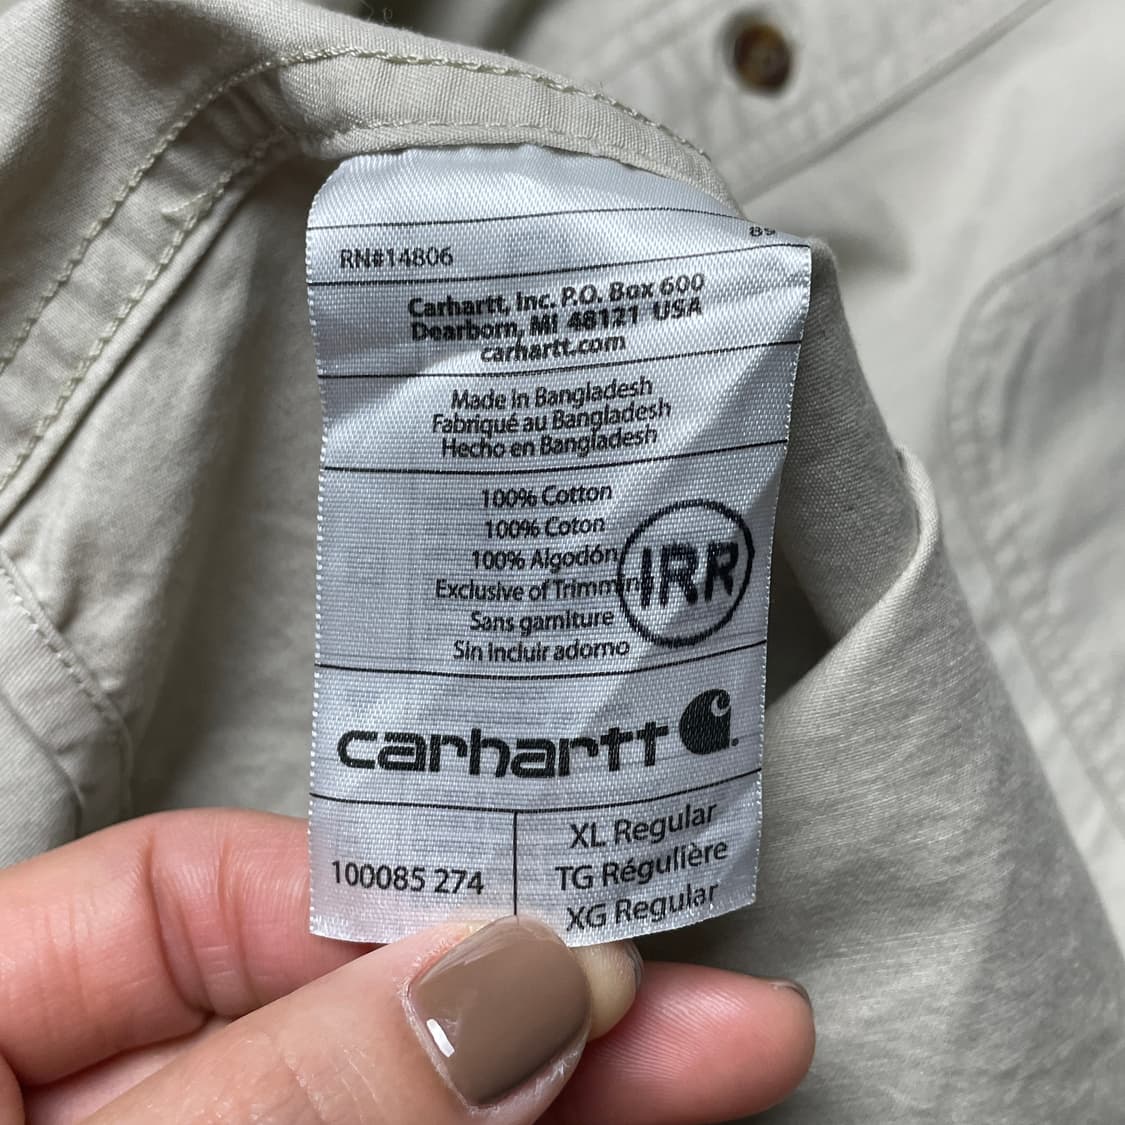 89
RN#14806
Carhartt, Inc. P.O. Box 600
Dearborn, MI 48121 USA
carhartt.com
Made in Bangladesh
Fabriqué au Bangladesh
Hecho en Bangladesh
100% Cotton
100% Coton
100% Algodón
Exclusive of Trimmin
IRR
Sans garniture
Sin incluir adorno
carhartt
100085 274
XL Regular
TG Régulière
XG Regular